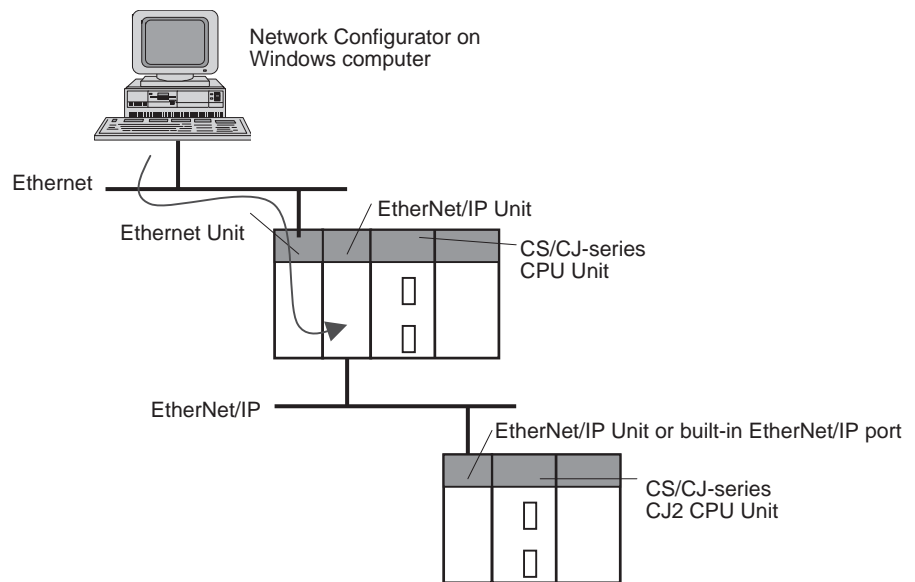 Network Configurator on
Windows computer
Ethernet
EtherNet/IP Unit
Ethernet Unit
CS/CJ-series
CPU Unit
EtherNet/IP
EtherNet/IP Unit or built-in EtherNet/IP port
CS/CJ-series
CJ2 CPU Unit